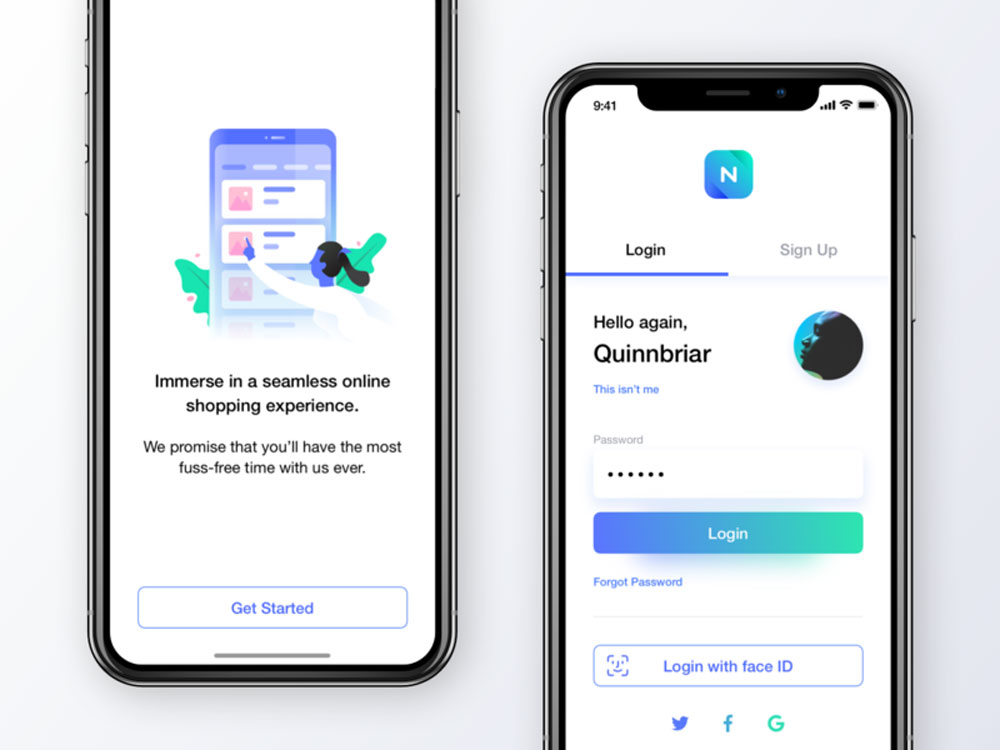 Immerse in a seamless online
shopping experience.
We promise that you’ll have the most
fuss-free time with us ever.
Get Started
9:41
N
Login
Sign Up
Hello again,
Quinnbriar
This isn’t me
Password
Login
Forgot Password
Login with face ID